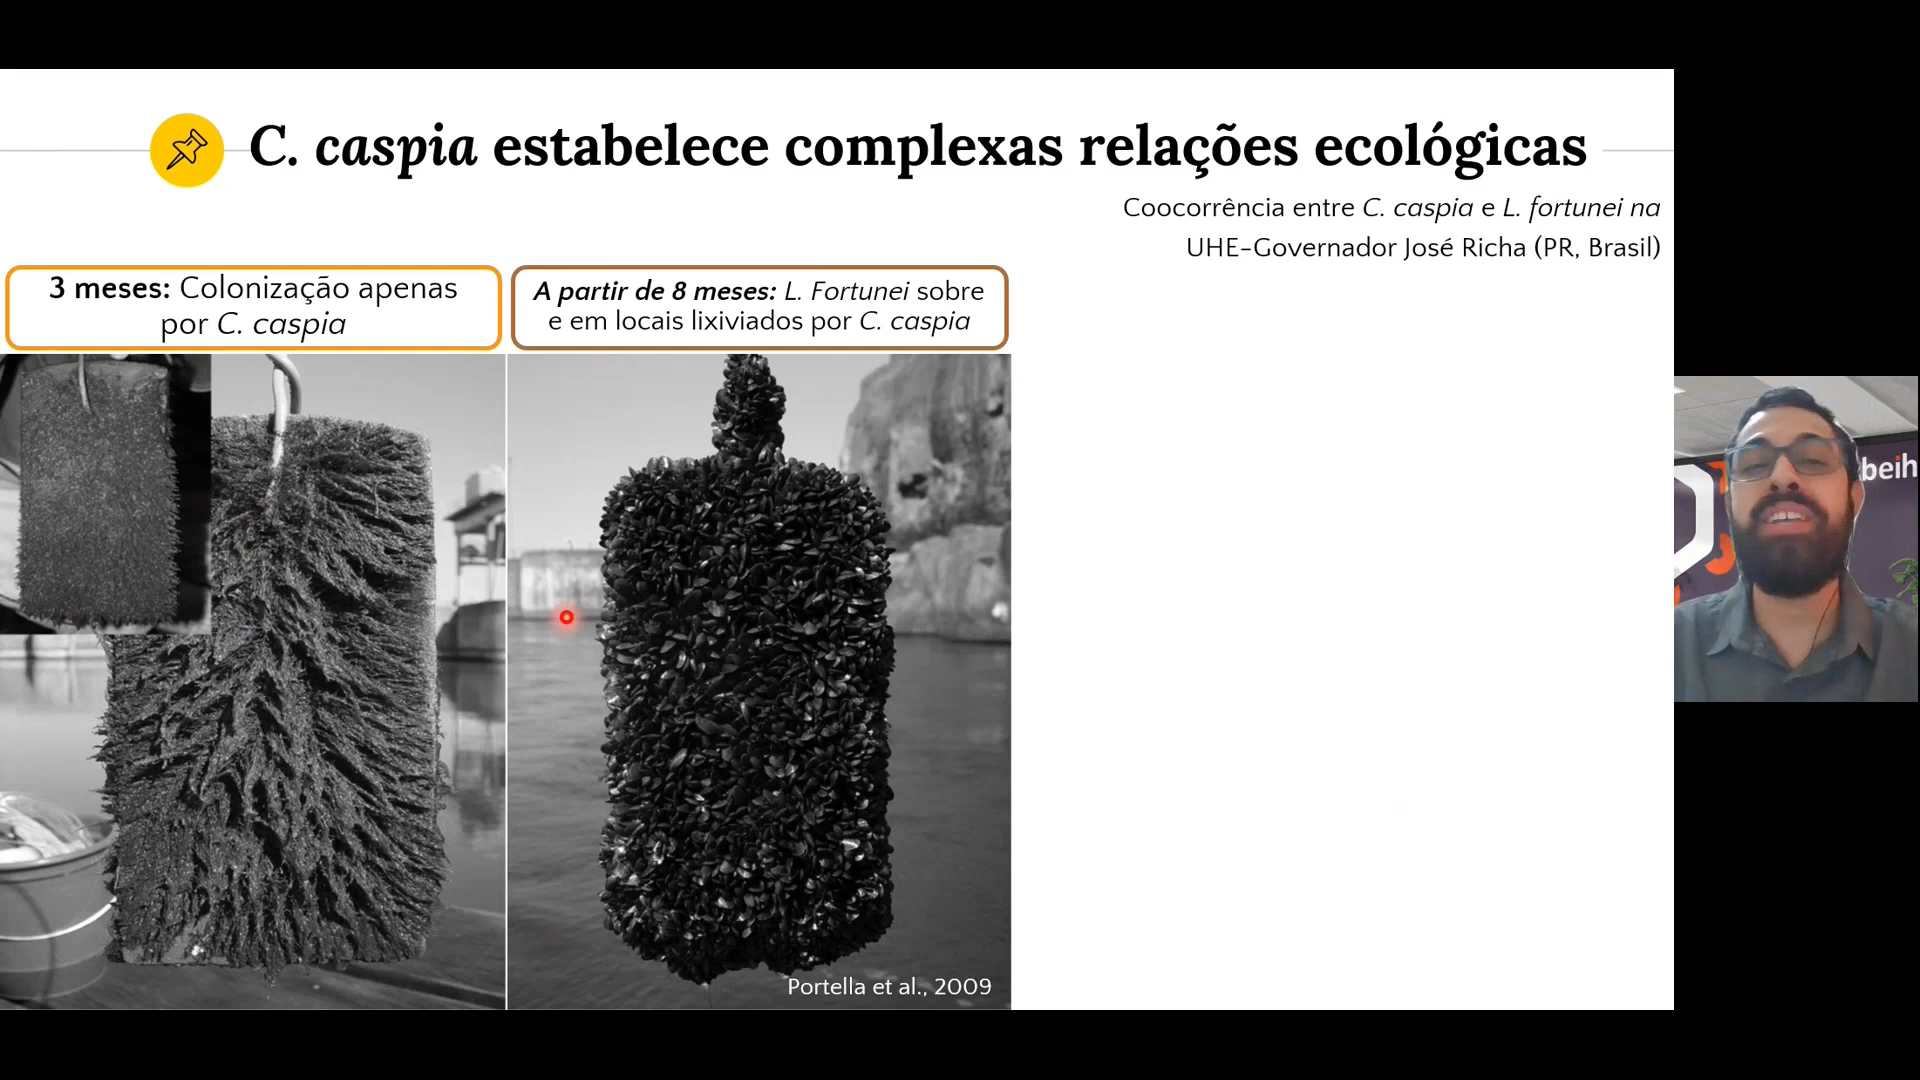 C. caspia estabelece complexas relações ecológicas
Coocorrência entre C. caspia e L. fortunei na
UHE-Governador José Richa (PR, Brasil)
3 meses: Colonização apenas
por C. caspia
A partir de 8 meses: L. Fortunei sobre
e em locais lixiviados por C. caspia
Portella et al., 2009
beih